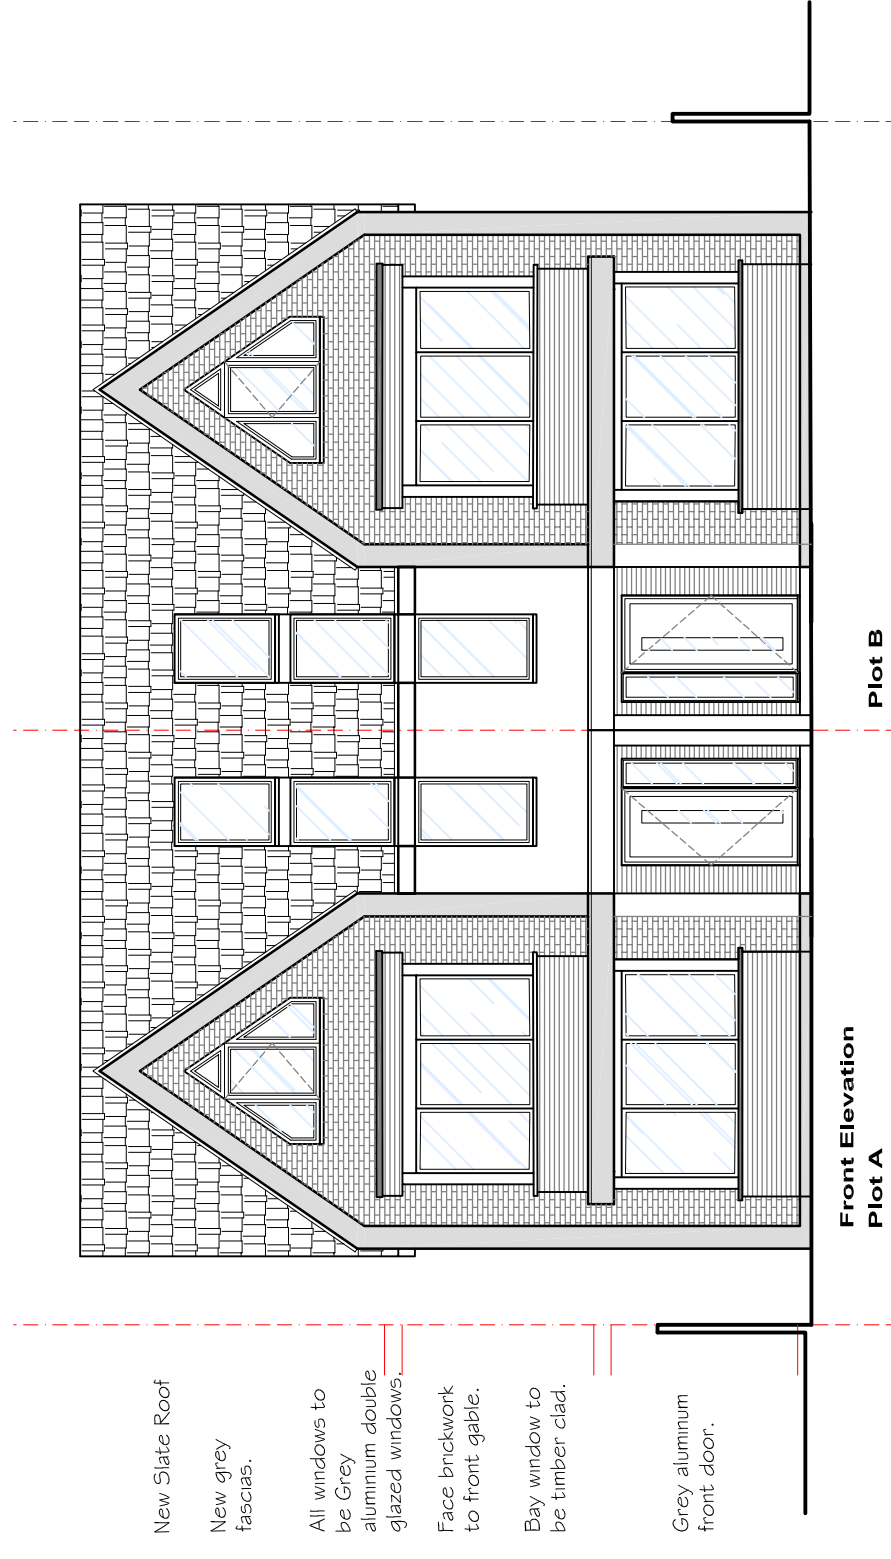 New Slate Roof
New grey
fascias.
All windows to
be Grey
aluminium double
glazed windows.
Face brickwork
to front gable.
Bay window to
be timber clad.
Grey aluminum
front door.
Front Elevation
Plot A
Plot B